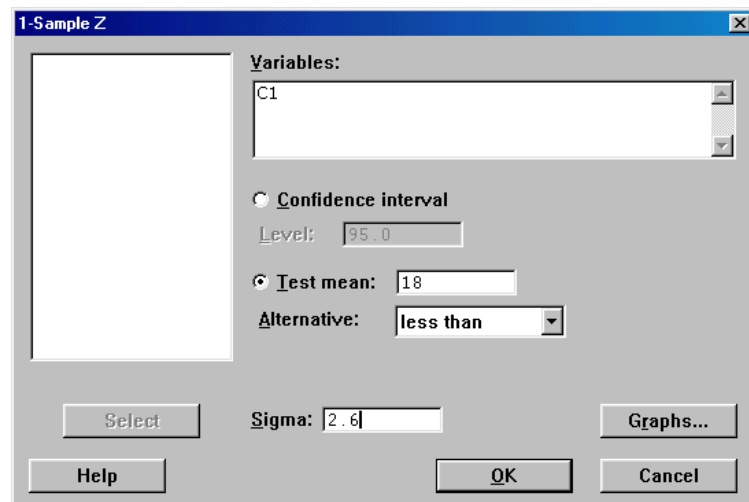 1-Sample Z
Variables:
C1
Confidence interval
Level: 95.0
Test mean: 18
Alternative: less than
Select
Sigma: 2.6
Graphs...
Help
OK
Cancel